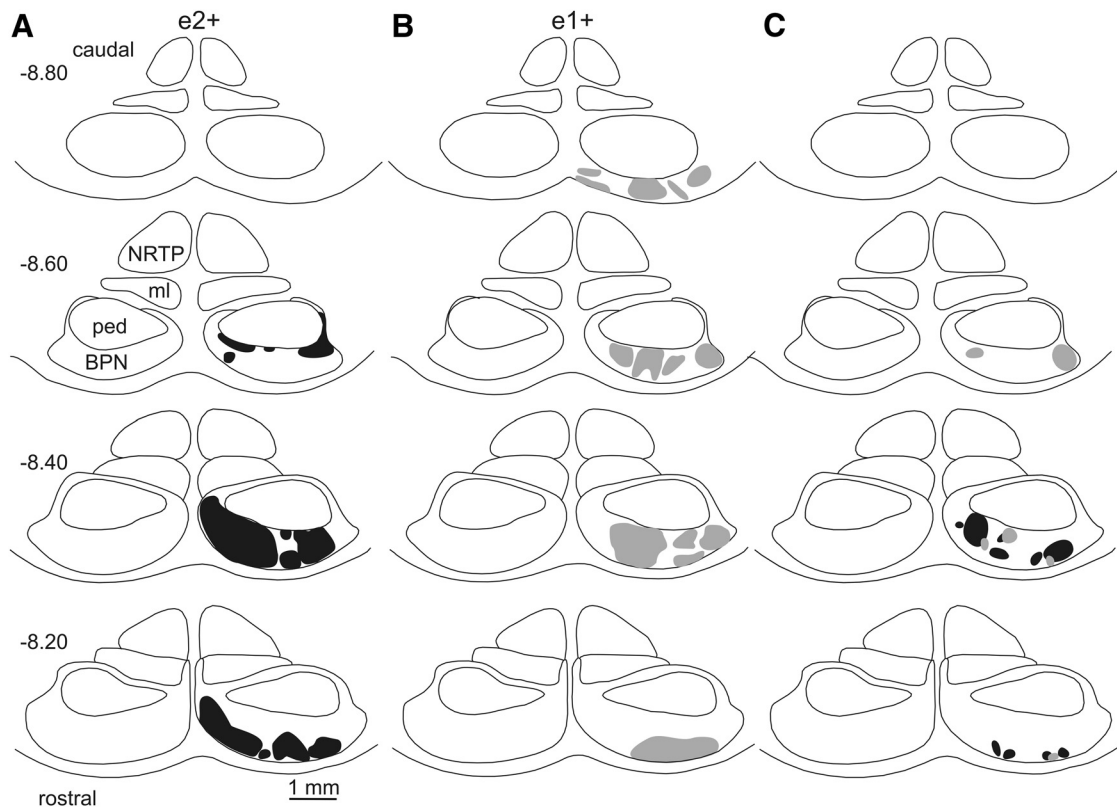 A e2+ B e1+ C
caudal
-8.80
-8.60
NRTP
ml
ped
BPN
-8.40
-8.20
1 mm
rostral